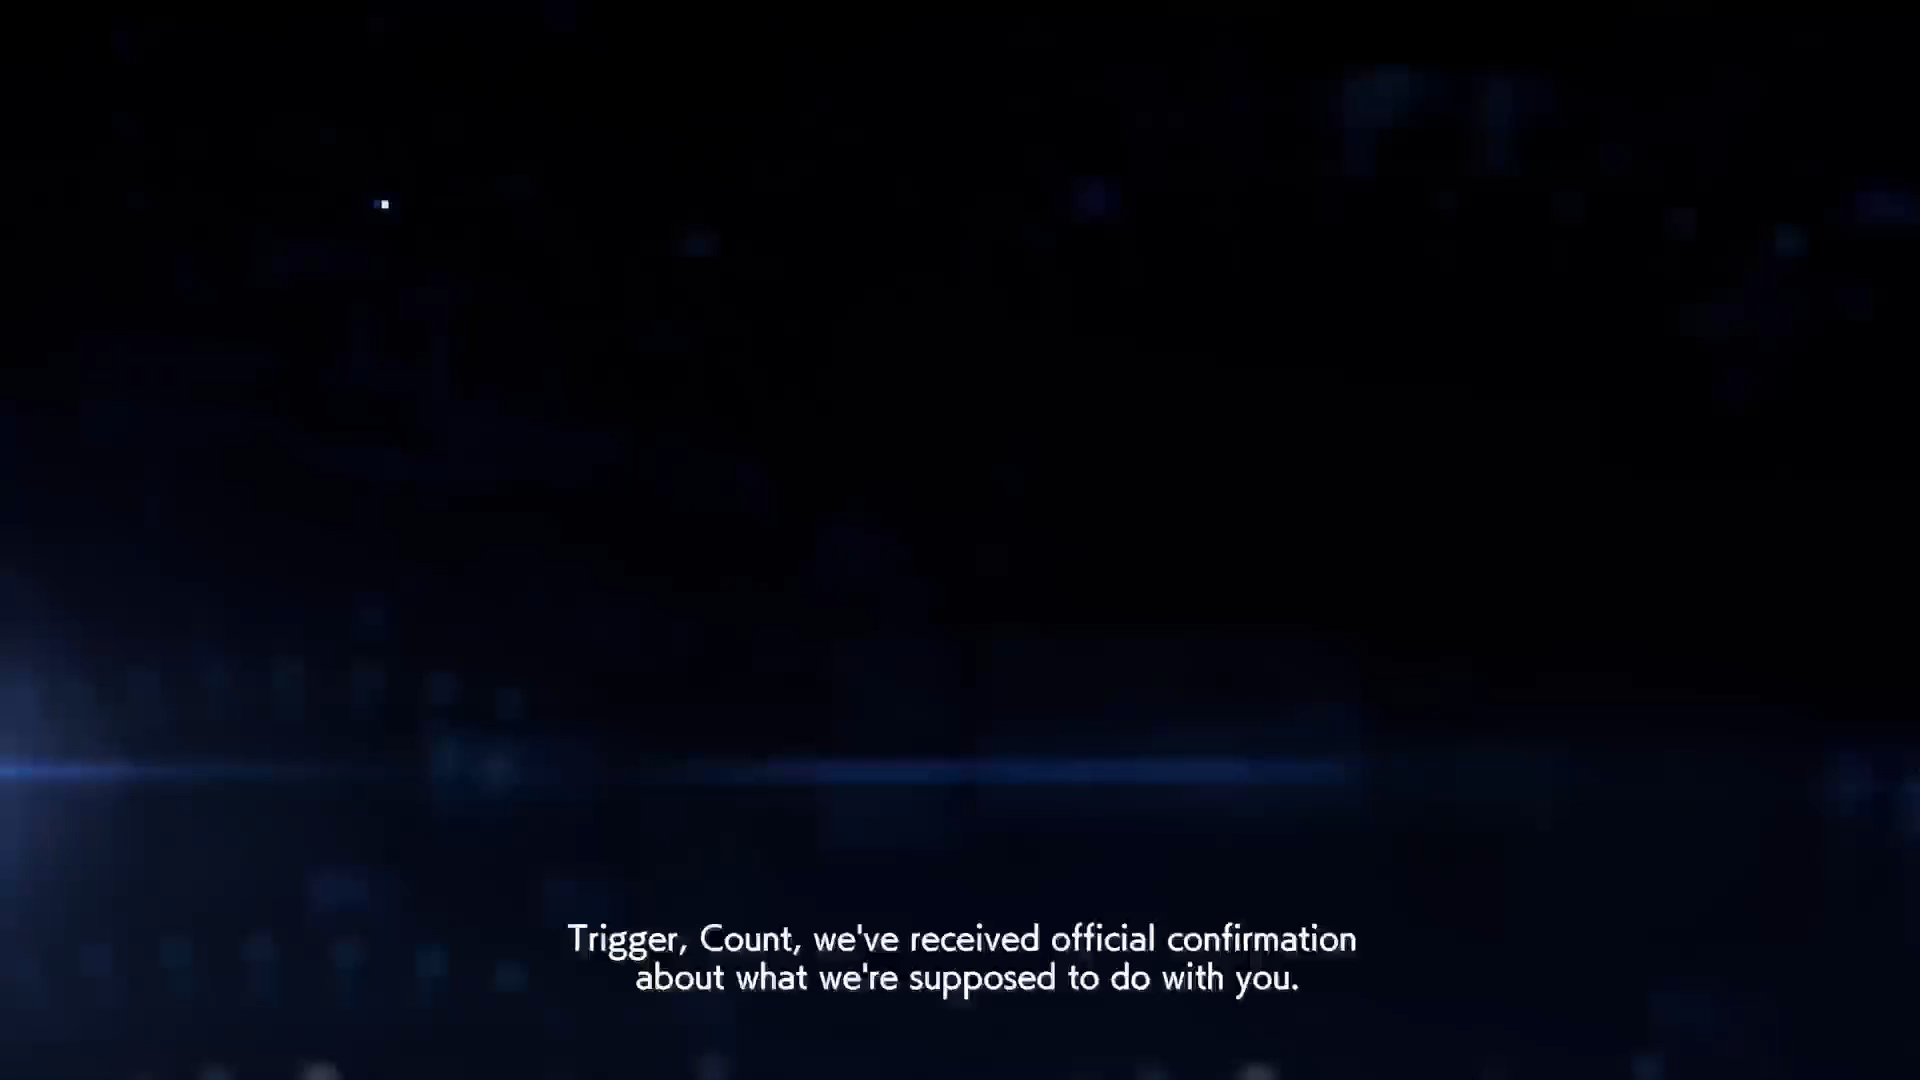 Trigger, Count, we've received official confirmation
about what we're supposed to do with you.